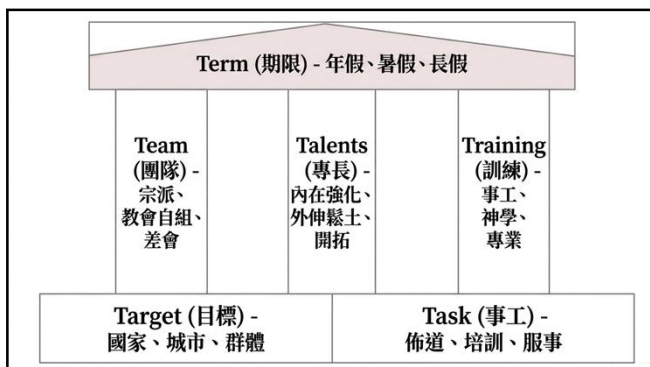 Term (期限) - 年假、暑假、長假
Team
(團隊) -
宗派、
教會自組、
差會
Talents
(專長) -
內在強化、
外伸鬆土、
開拓
Training
(訓練) -
事工、
神學、
專業
Target (目標) -
國家、城市、群體
Task (事工) -
佈道、培訓、服事